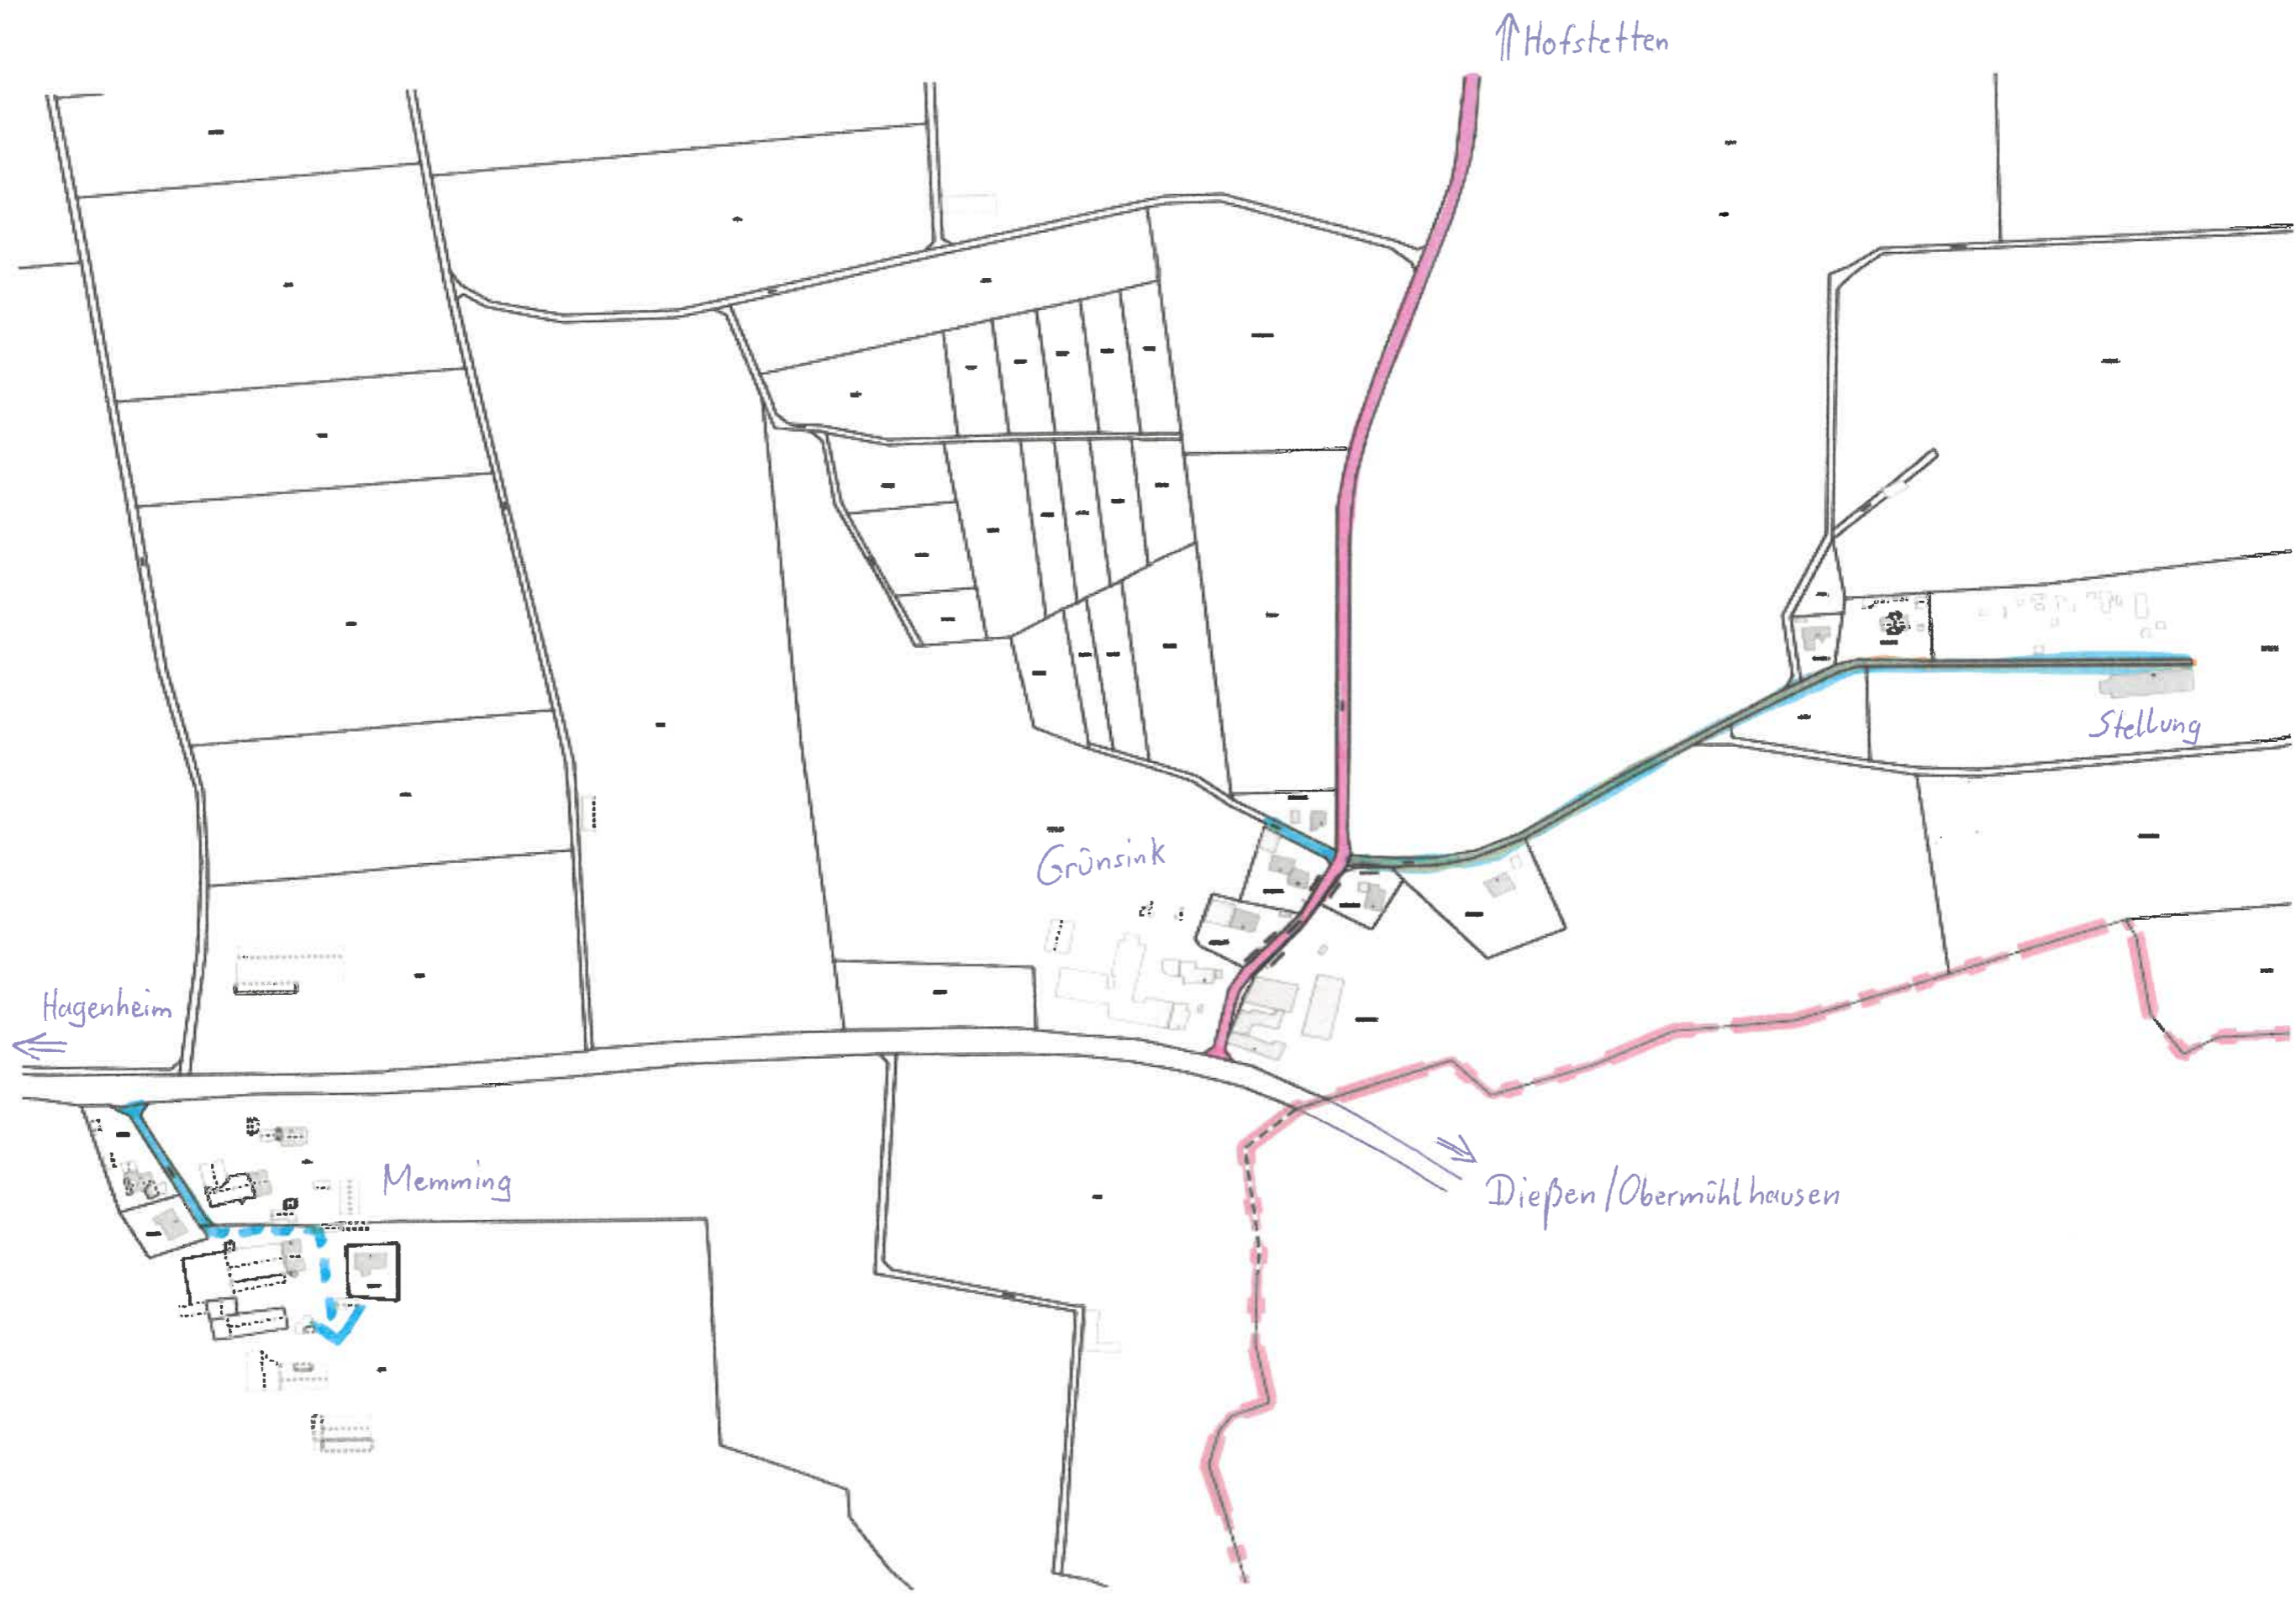 ⇑ Hofstetten
Stellung
Grünsink
Hagenheim
⇐
Memming
⇒
Dießen/Obermühlhausen